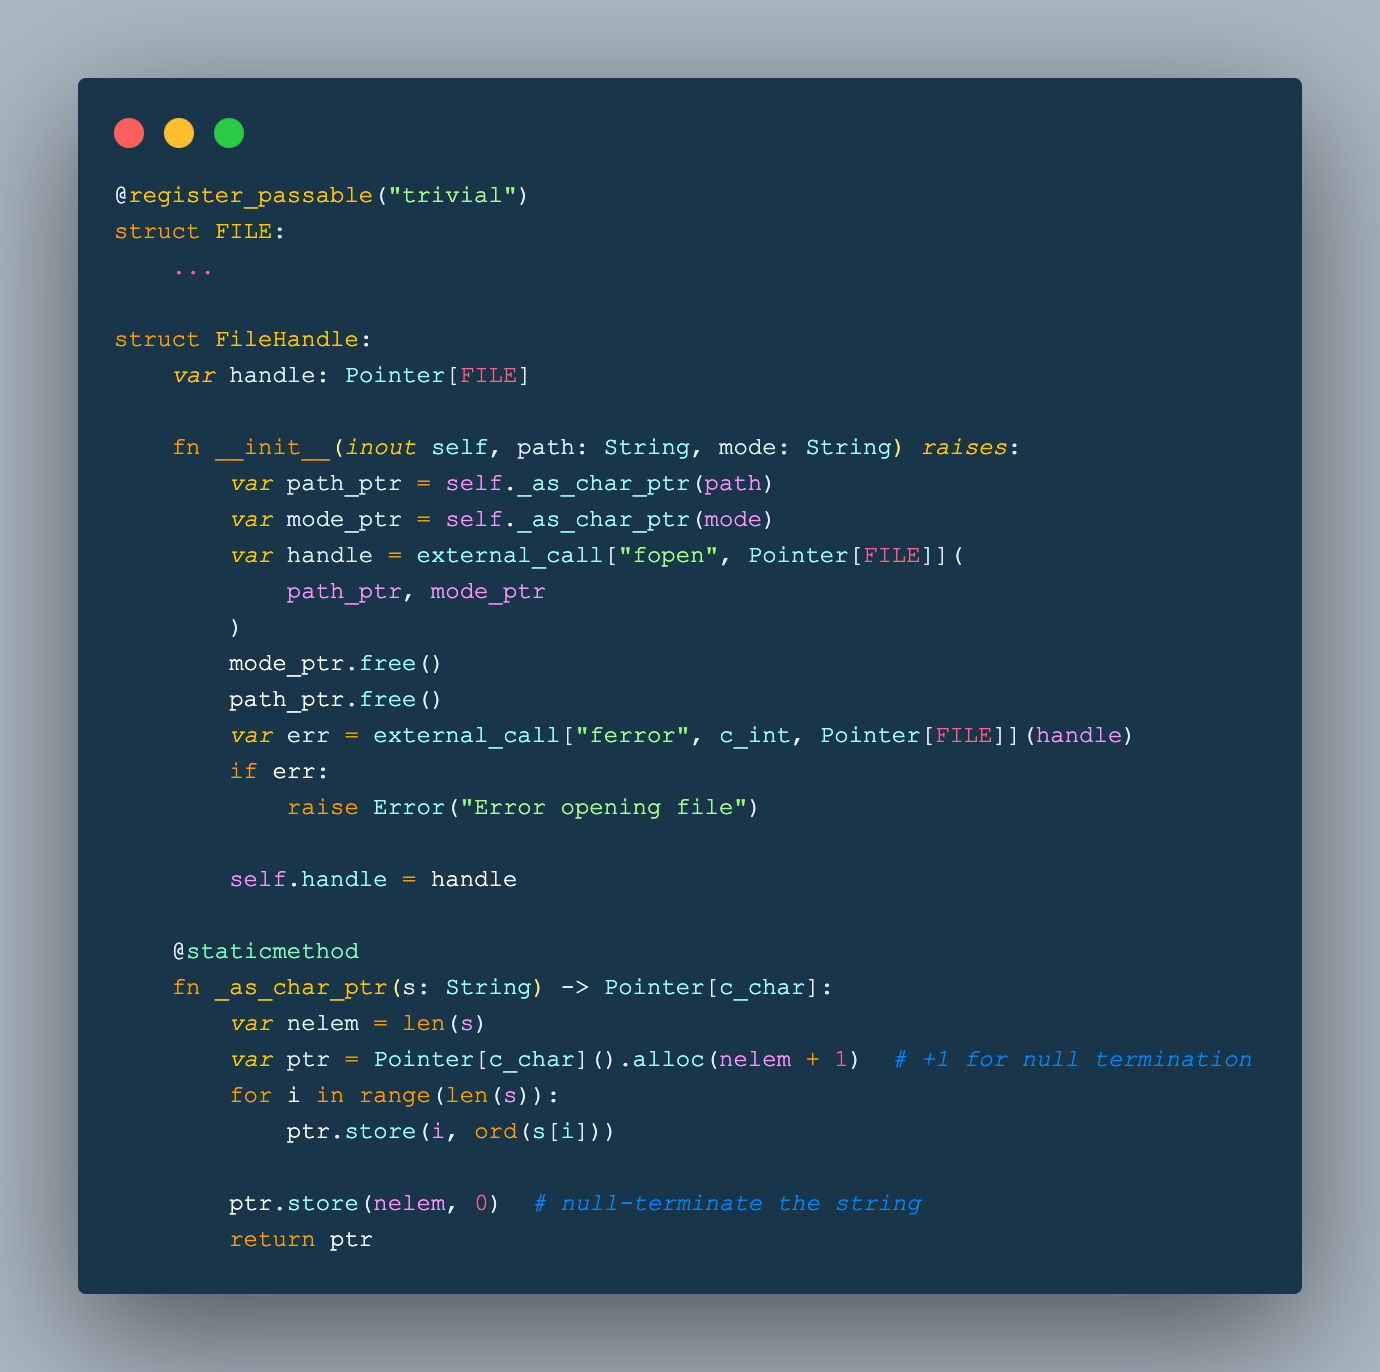 @register_passable("trivial")
struct FILE:
    ...

struct FileHandle:
    var handle: Pointer[FILE]

    fn __init__(inout self, path: String, mode: String) raises:
        var path_ptr = self._as_char_ptr(path)
        var mode_ptr = self._as_char_ptr(mode)
        var handle = external_call["fopen", Pointer[FILE]](
            path_ptr, mode_ptr
        )
        mode_ptr.free()
        path_ptr.free()
        var err = external_call["ferror", c_int, Pointer[FILE]](handle)
        if err:
            raise Error("Error opening file")

        self.handle = handle

    @staticmethod
    fn _as_char_ptr(s: String) -> Pointer[c_char]:
        var nelem = len(s)
        var ptr = Pointer[c_char]().alloc(nelem + 1)  # +1 for null termination
        for i in range(len(s)):
            ptr.store(i, ord(s[i]))

        ptr.store(nelem, 0)  # null-terminate the string
        return ptr